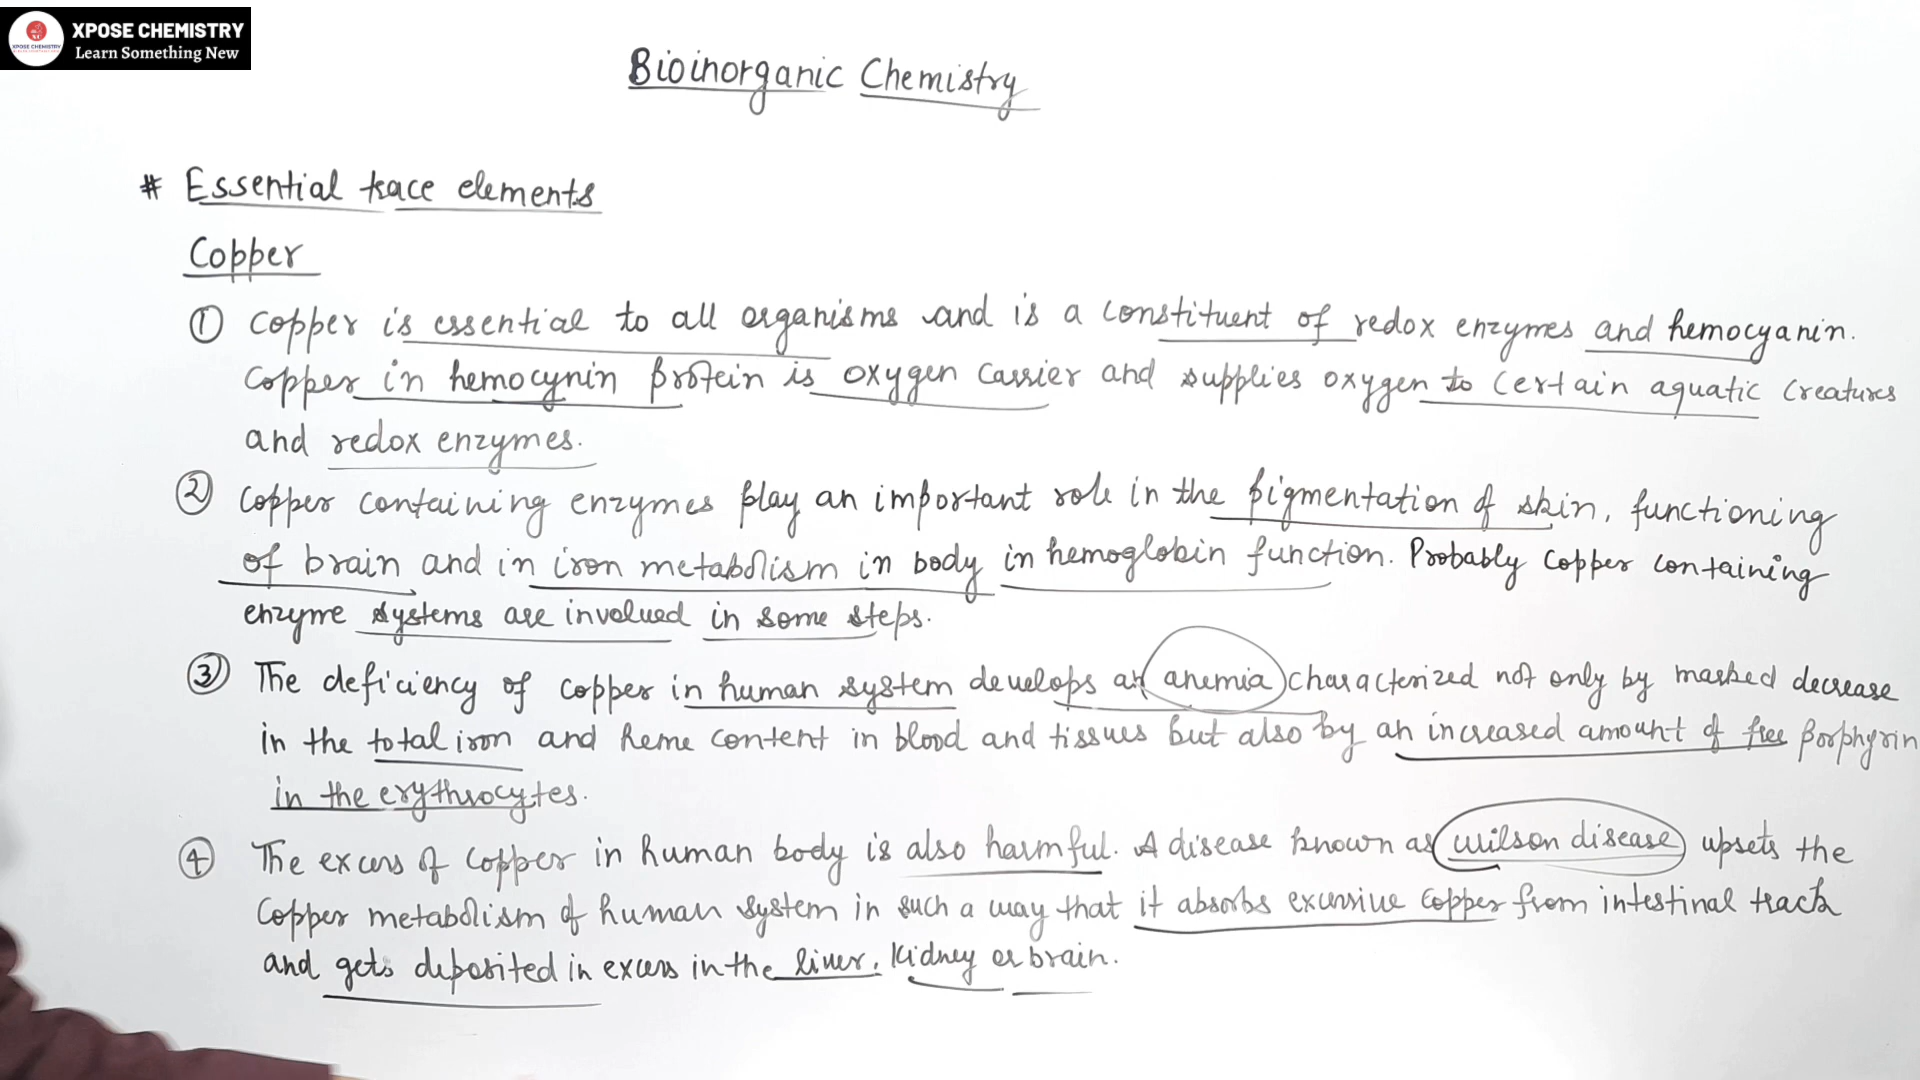 XPOSE CHEMISTRY
Learn Something New
XPOSE CHEMISTRY
Bioinorganic Chemistry
# Essential trace elements
Copper
① Copper is essential to all organisms and is a constituent of redox enzymes and hemocyanin.
Copper in hemocynin protein is oxygen carrier and supplies oxygen to certain aquatic creatures
and redox enzymes.
② Copper containing enzymes play an important role in the pigmentation of skin, functioning
of brain and in iron metabolism in body in hemoglobin function. Probably copper containing
enzyme systems are involued in some steps.
③ The deficiency of copper in human system develops an anemia characterized not only by marked decrease
in the total iron and heme content in blood and tissues but also by an increased amount of free porphyrin
in the erythrocytes.
④ The excess of copper in human body is also harmful. A disease known as wilson disease upsets the
copper metabolism of human system in such a way that it absorbs excessive copper from intestinal track
and gets deposited in excess in the liver, kidney or brain.